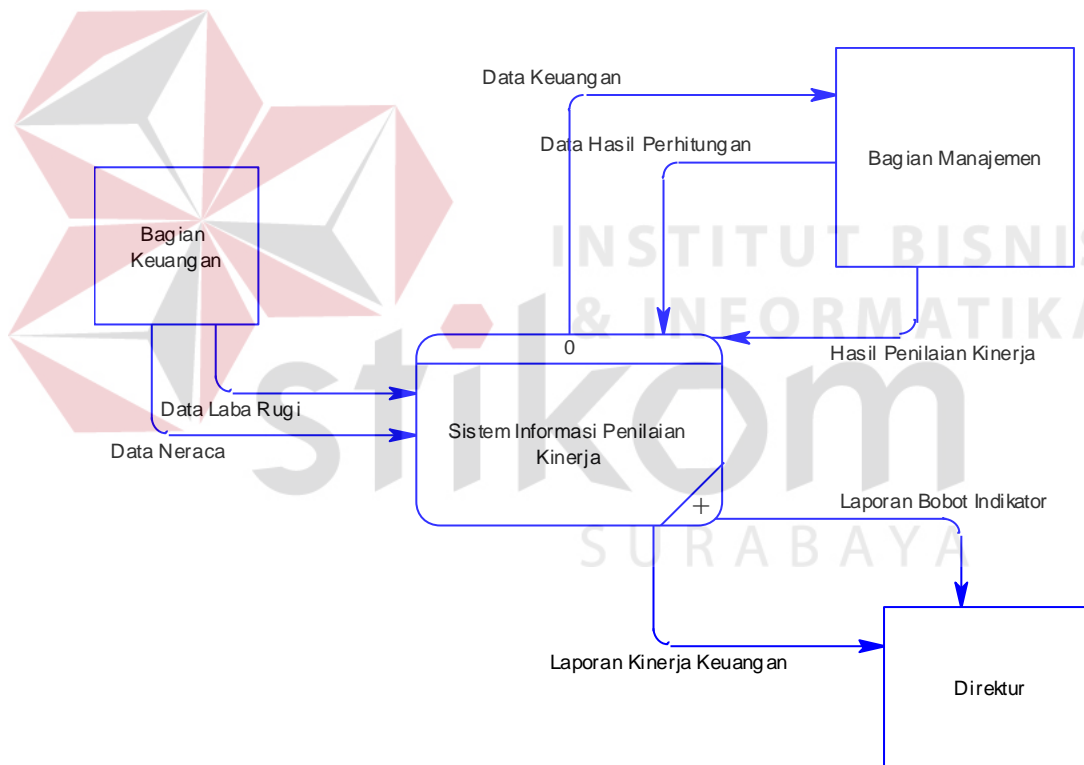 Data Keuangan
Data Hasil Perhitungan
Bagian Manajemen
Bagian
Keuangan
INSTITUT BISNIS
& INFORMATIKA
stikom
SURABAYA
0
Hasil Penilaian Kinerja
Data Laba Rugi
Data Neraca
Sistem Informasi Penilaian
Kinerja
+
Laporan Bobot Indikator
Laporan Kinerja Keuangan
Direktur